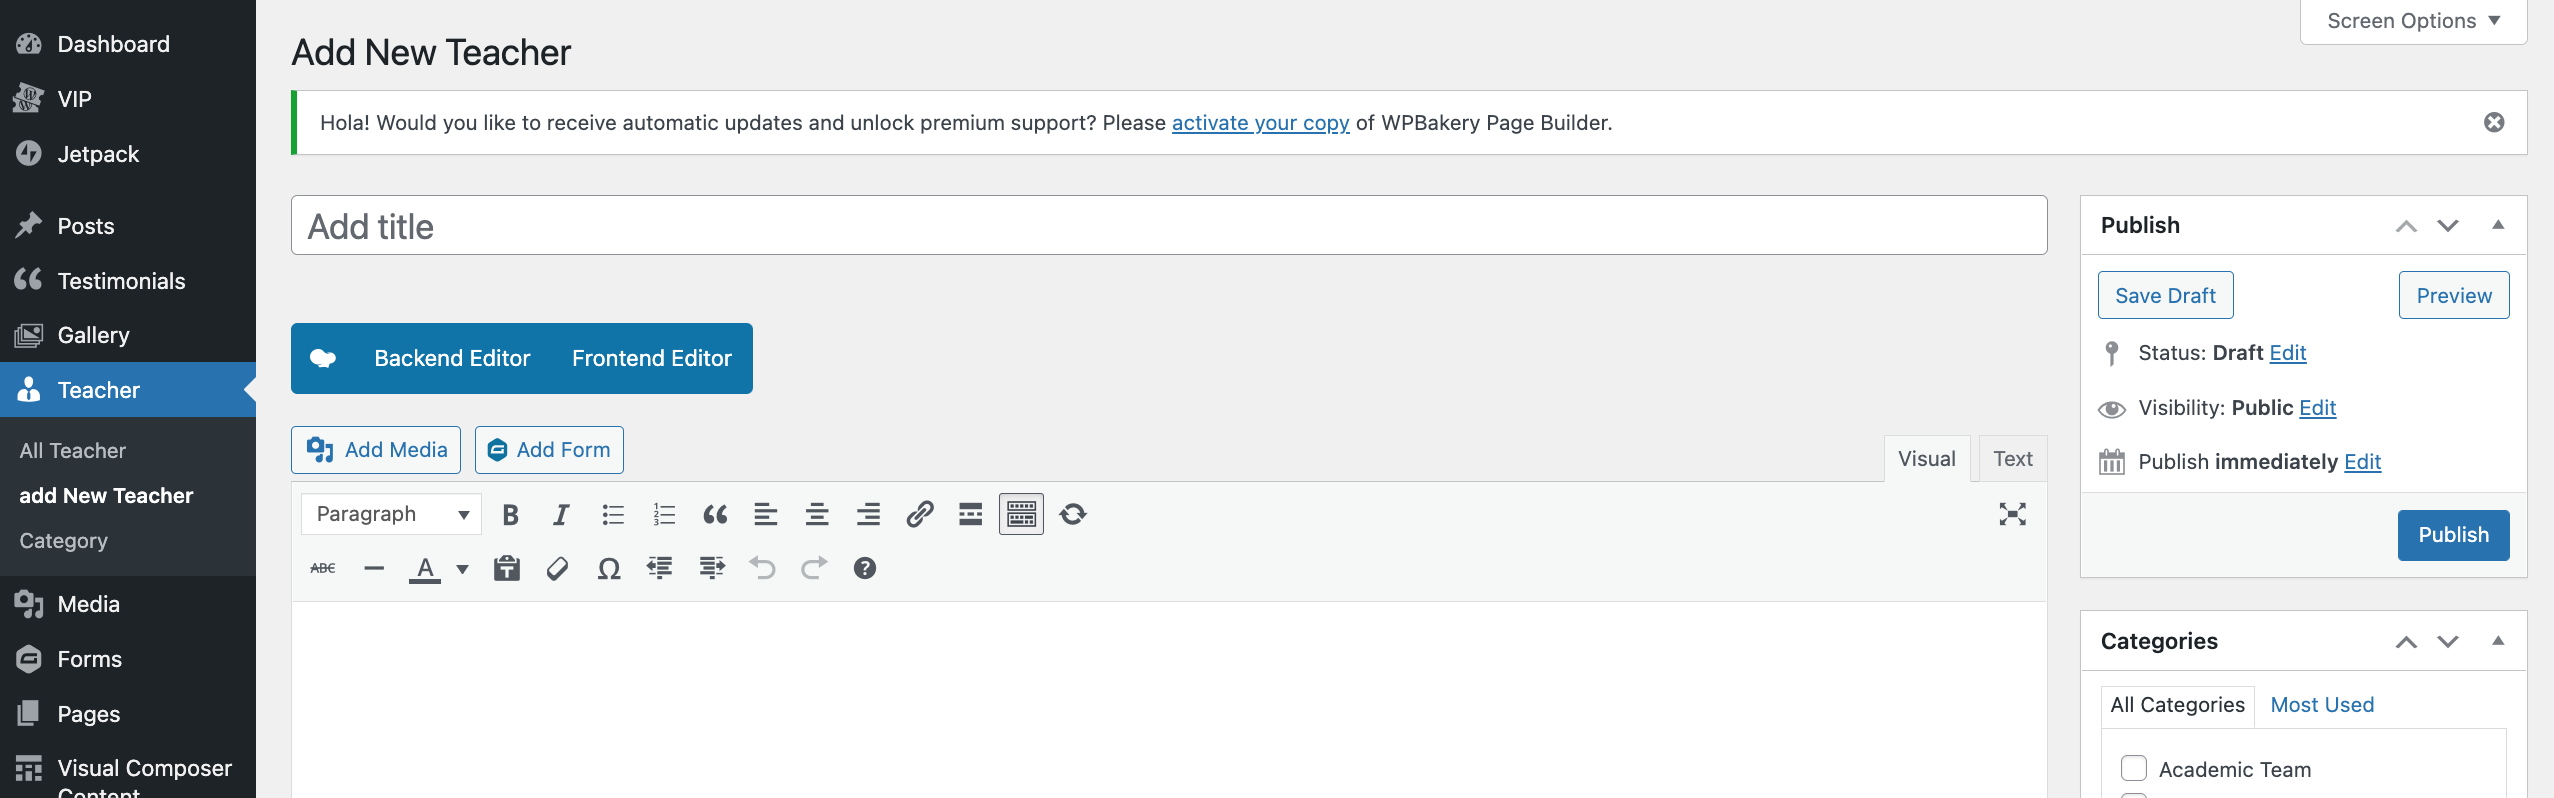 Dashboard
VIP
Jetpack
Posts
Testimonials
Gallery
Teacher
All Teacher
add New Teacher
Category
Media
Forms
Pages
Visual Composer
Content
Screen Options
Add New Teacher
Hola! Would you like to receive automatic updates and unlock premium support? Please activate your copy of WPBakery Page Builder.
Add title
Backend Editor Frontend Editor
Add Media Add Form
Visual Text
Paragraph
ABC
Publish
Save Draft Preview
Status: Draft Edit
Visibility: Public Edit
Publish immediately Edit
Publish
Categories
All Categories Most Used
Academic Team